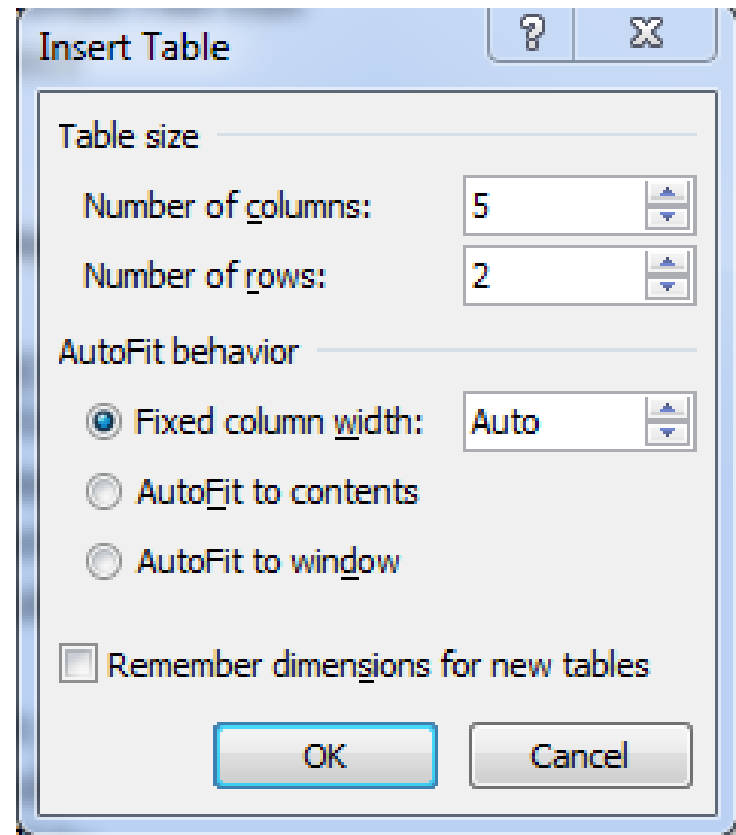 Insert Table
Table size
Number of columns: 5
Number of rows: 2
AutoFit behavior
Fixed column width: Auto
AutoFit to contents
AutoFit to window
Remember dimensions for new tables
OK Cancel